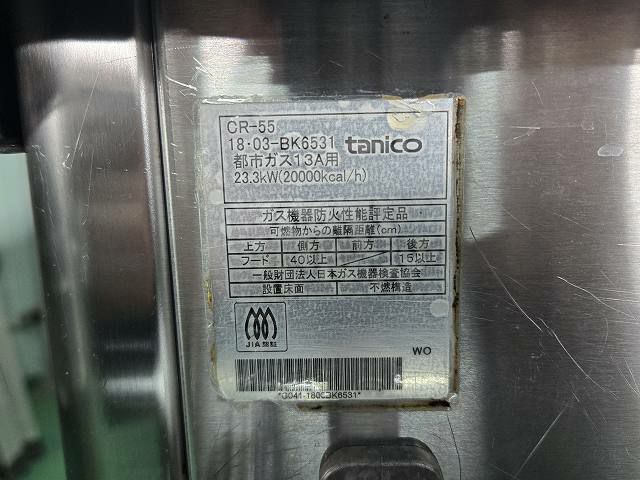 CR-55
18・03-BK6531 tanico
都市ガス13A用
23.3kW(20000kcal/h)
ガス機器防火性能評定品
可燃物からの離隔距離(cm)
上方 側方 前方 後方
フード 40以上 15以上
一般財団法人日本ガス機器検査協会
設置床面 不燃構造
JIA 認証
WO
*G041-1803BK6531*